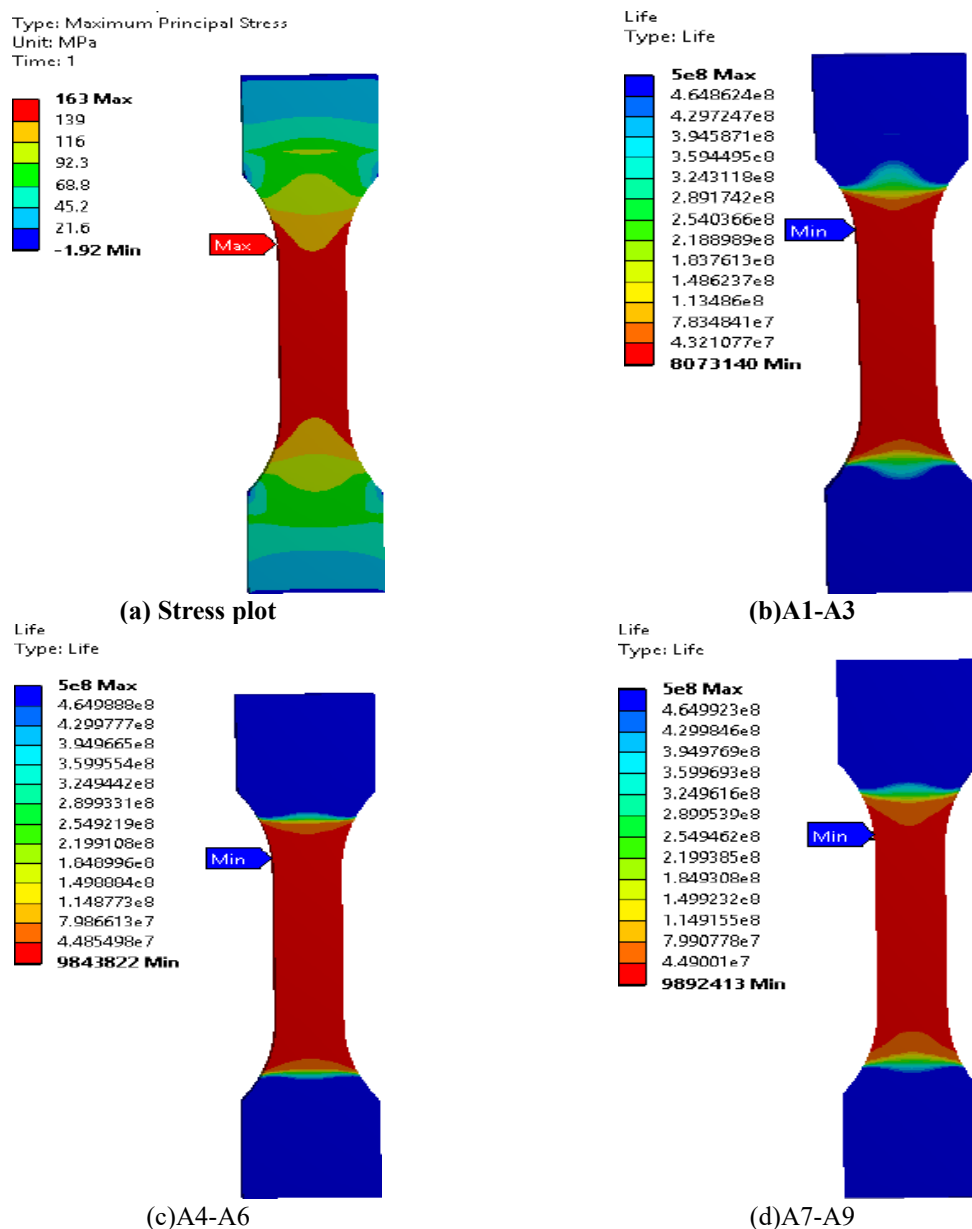 Type: Maximum Principal Stress
Unit: MPa
Time: 1
163 Max
139
116
92.3
68.8
45.2
21.6
-1.92 Min
Max
(a) Stress plot
Life
Type: Life
5e8 Max
4.648624e8
4.297247e8
3.945871e8
3.594495e8
3.243118e8
2.891742e8
2.540366e8
2.188989e8
1.837613e8
1.486237e8
1.13486e8
7.834841e7
4.321077e7
8073140 Min
Min
(b)A1-A3
Life
Type: Life
5e8 Max
4.649888e8
4.299777e8
3.949665e8
3.599554e8
3.249442e8
2.899331e8
2.549219e8
2.199108e8
1.848996e8
1.498884e8
1.148773e8
7.986613e7
4.485498e7
9843822 Min
Min
(c)A4-A6
Life
Type: Life
5e8 Max
4.649923e8
4.299846e8
3.949769e8
3.599693e8
3.249616e8
2.899539e8
2.549462e8
2.199385e8
1.849308e8
1.499232e8
1.149155e8
7.990778e7
4.49001e7
9892413 Min
Min
(d)A7-A9